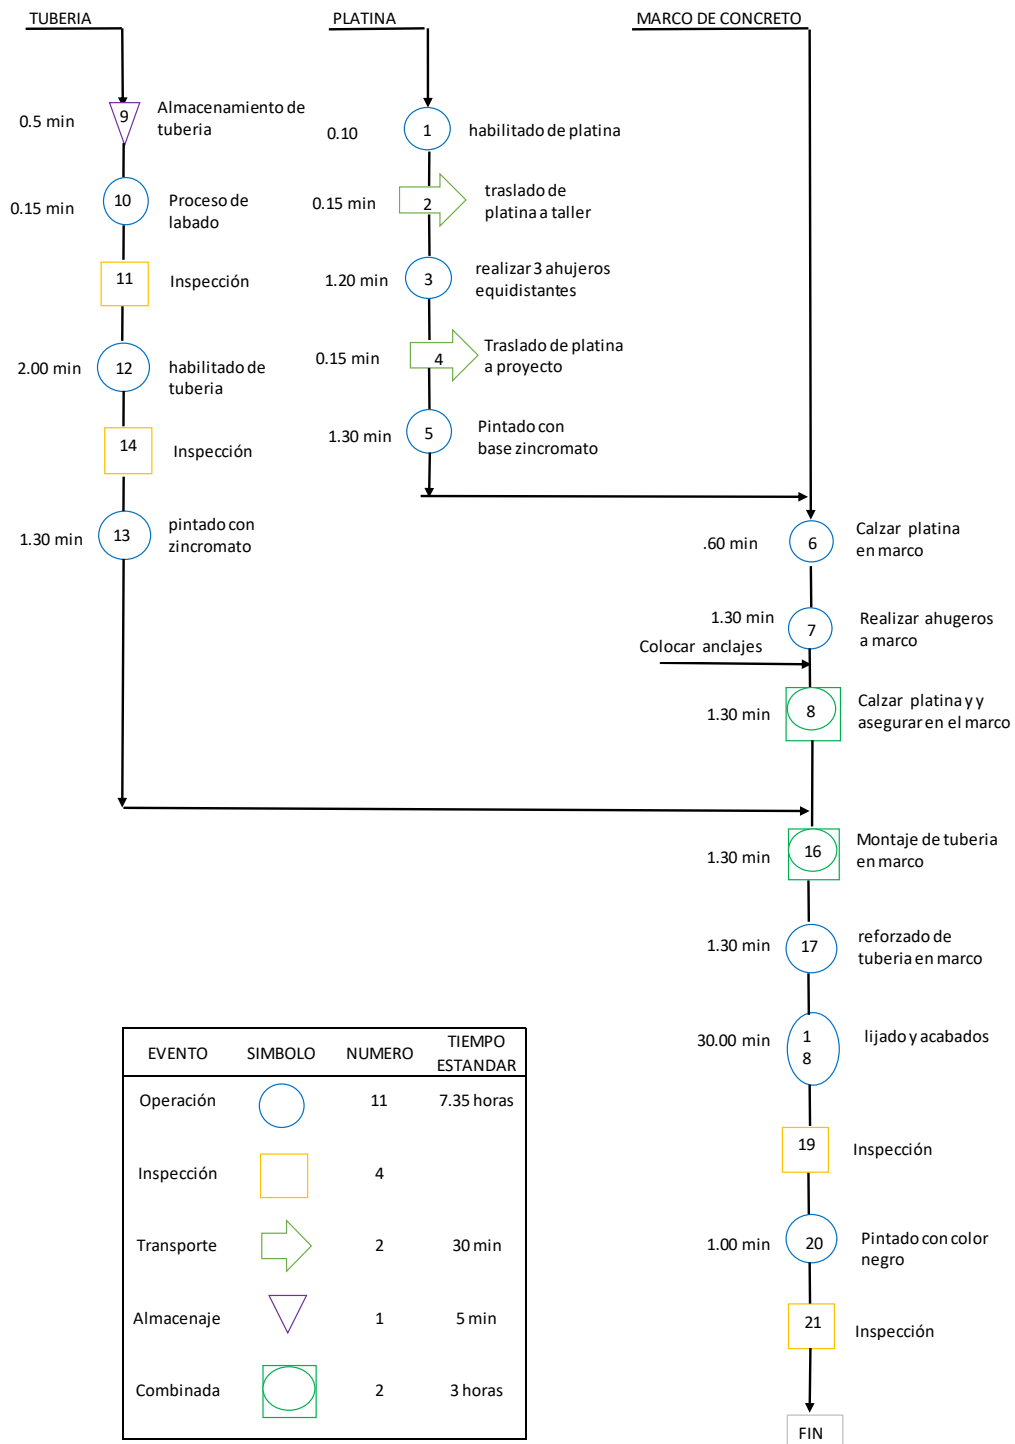 TUBERIA
PLATINA
MARCO DE CONCRETO
0.5 min
9
Almacenamiento de
tuberia
0.15 min
10
Proceso de
labado
11
Inspección
2.00 min
12
habilitado de
tuberia
14
Inspección
1.30 min
13
pintado con
zincromato
0.10
1
habilitado de platina
0.15 min
2
traslado de
platina a taller
1.20 min
3
realizar 3 ahujeros
equidistantes
0.15 min
4
Traslado de platina
a proyecto
1.30 min
5
Pintado con
base zincromato
.60 min
6
Calzar platina
en marco
1.30 min
7
Realizar ahugeros
a marco
Colocar anclajes
1.30 min
8
Calzar platina y y
asegurar en el marco
1.30 min
16
Montaje de tuberia
en marco
1.30 min
17
reforzado de
tuberia en marco
30.00 min
1
8
lijado y acabados
19
Inspección
1.00 min
20
Pintado con color
negro
21
Inspección
FIN
EVENTO SIMBOLO NUMERO TIEMPO
ESTANDAR
Operación 11 7.35 horas
Inspección 4
Transporte 2 30 min
Almacenaje 1 5 min
Combinada 2 3 horas